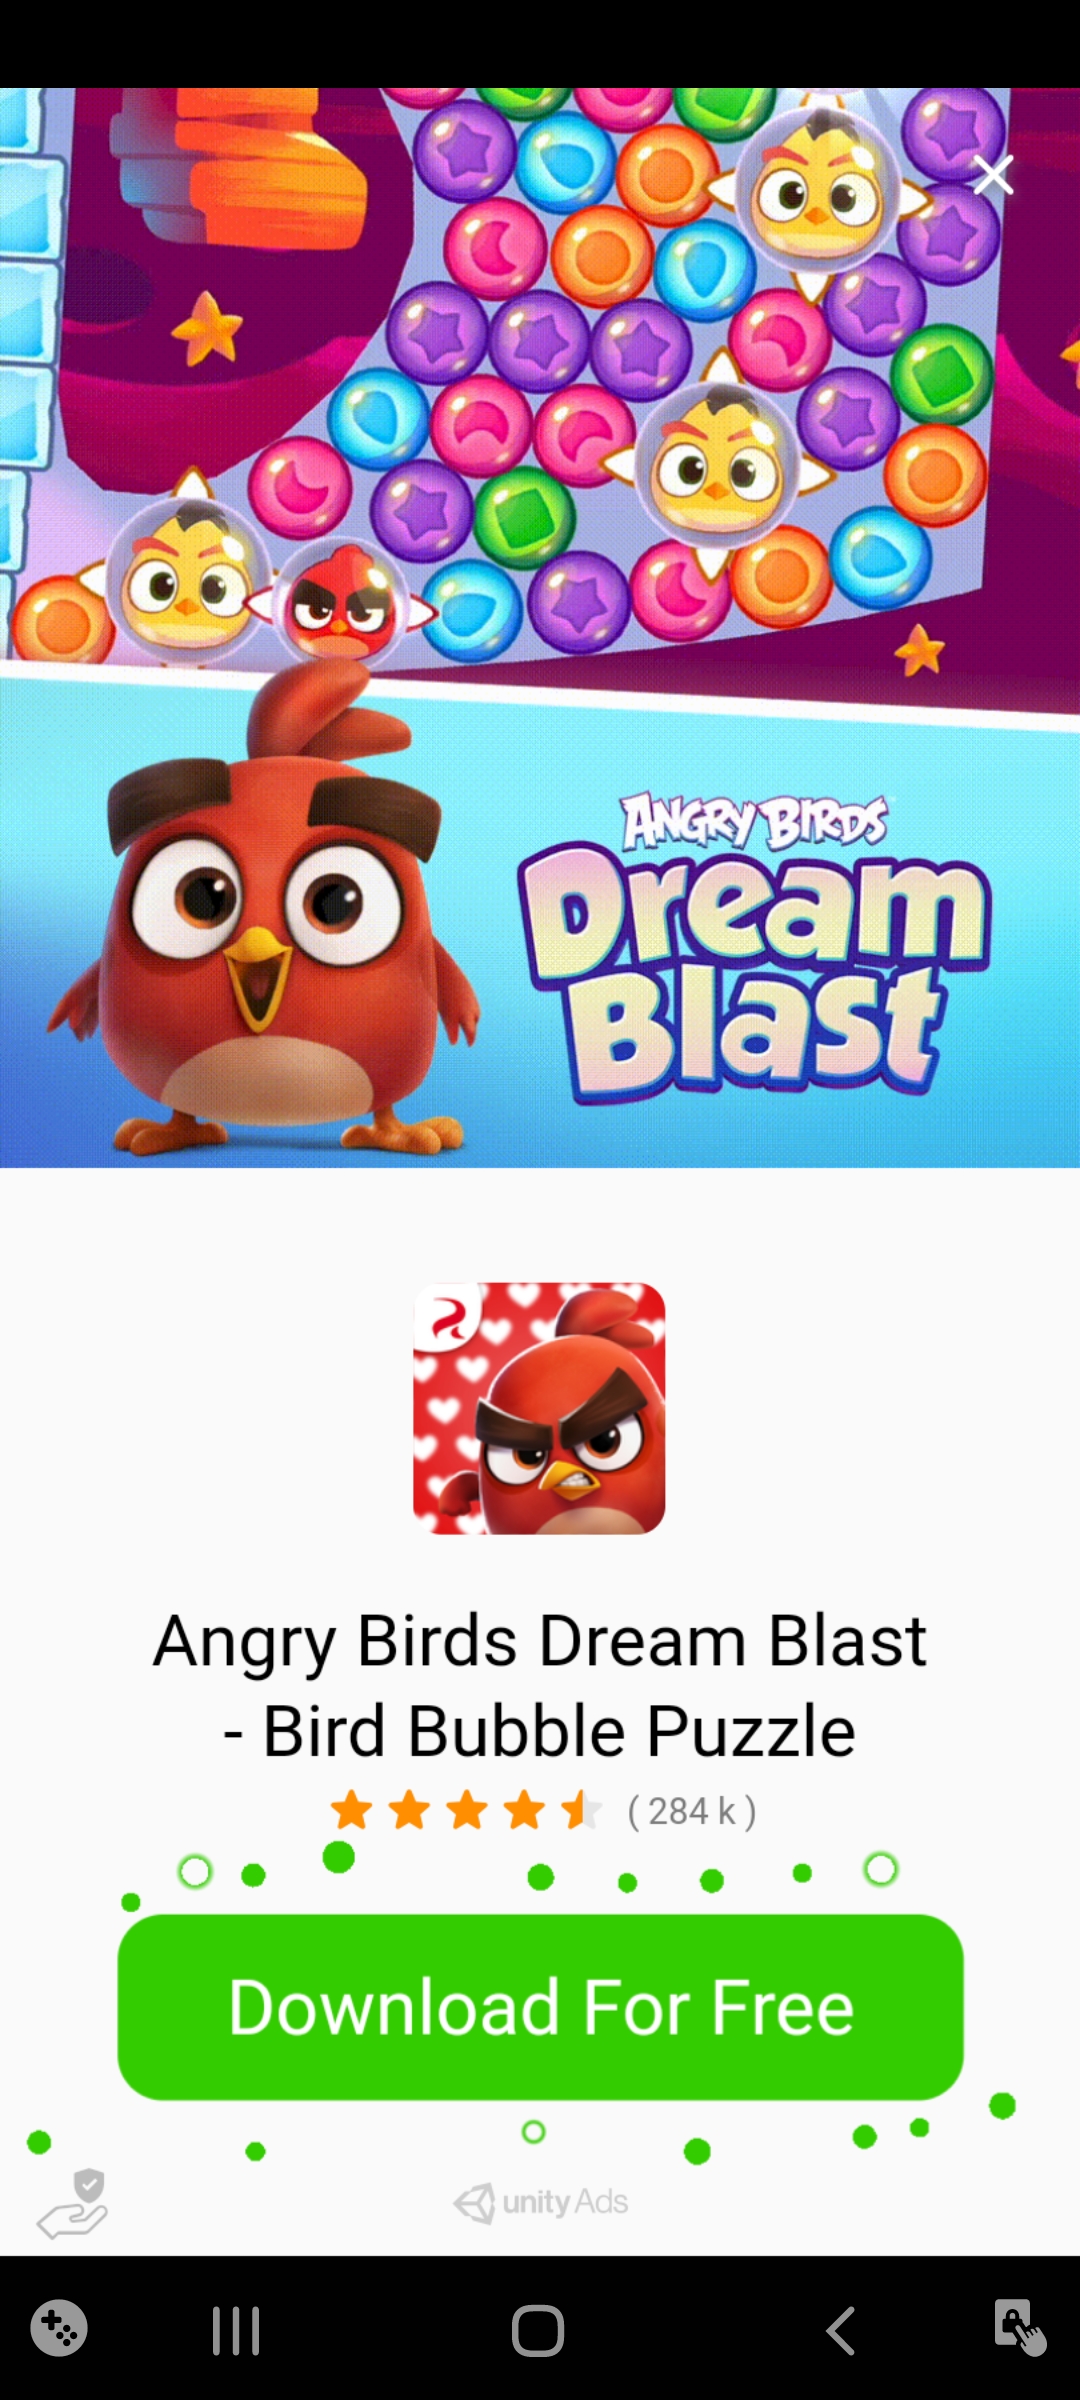 ANGRY BIRDS
Dream
Blast
Angry Birds Dream Blast
- Bird Bubble Puzzle
( 284 k )
Download For Free
unity Ads